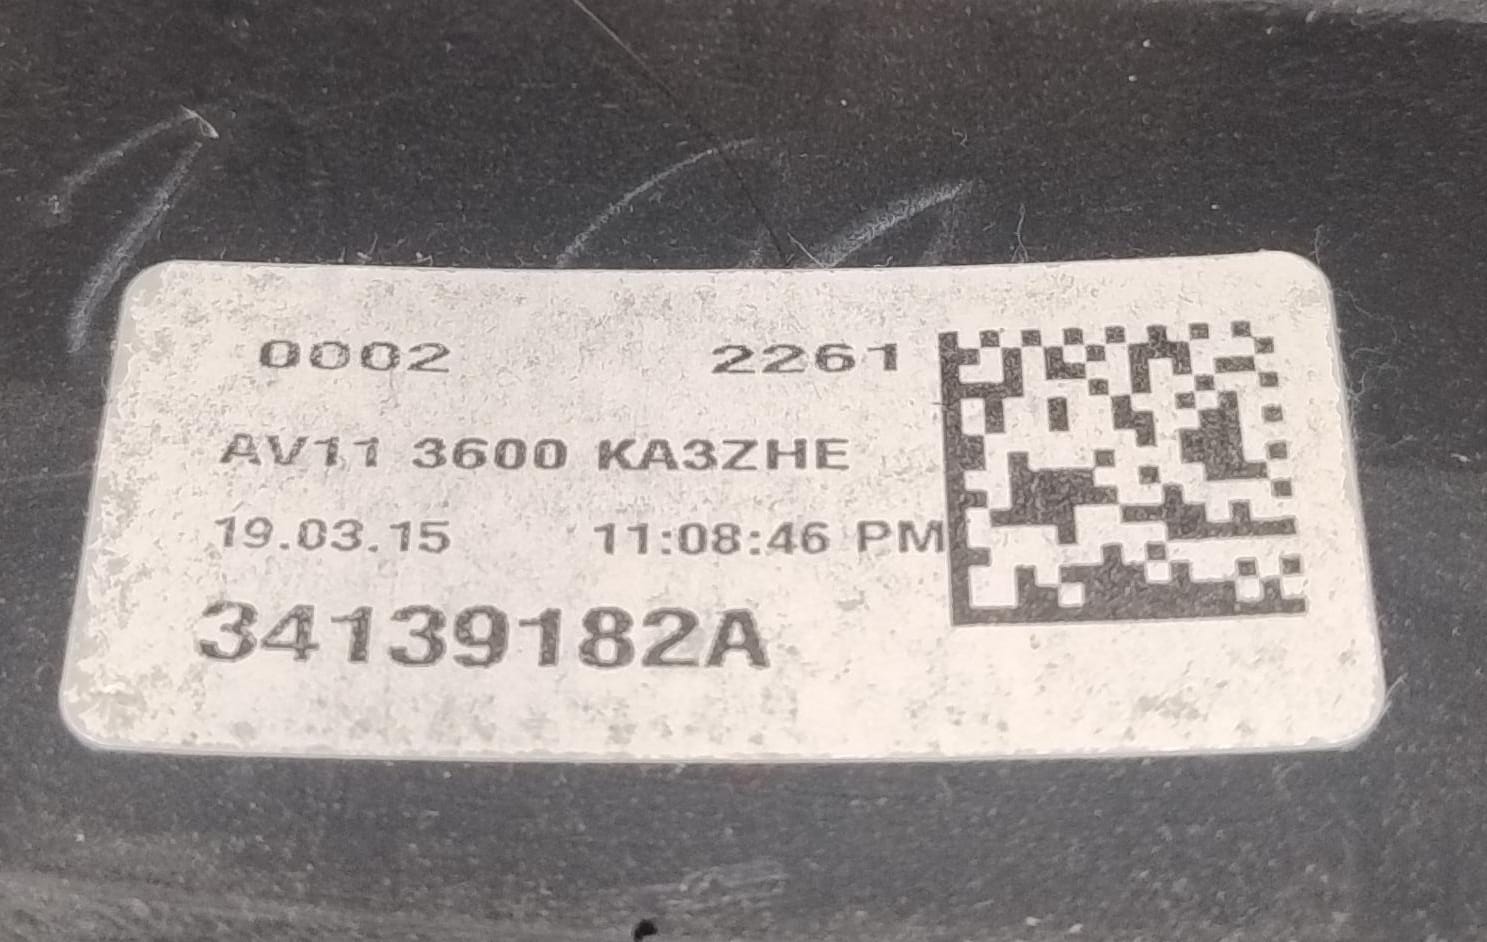 0002 2261
AV11 3600 KA3ZHE
19.03.15 11:08:46 PM
34139182A